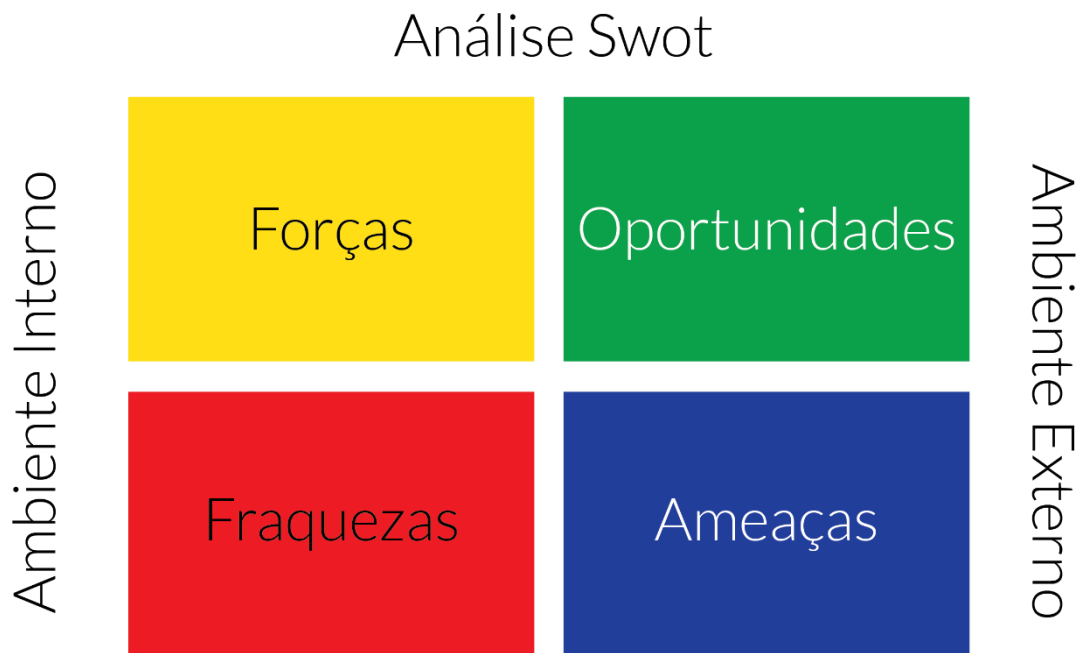 Análise Swot
Ambiente Interno
Forças
Oportunidades
Fraquezas
Ameaças
Ambiente Externo